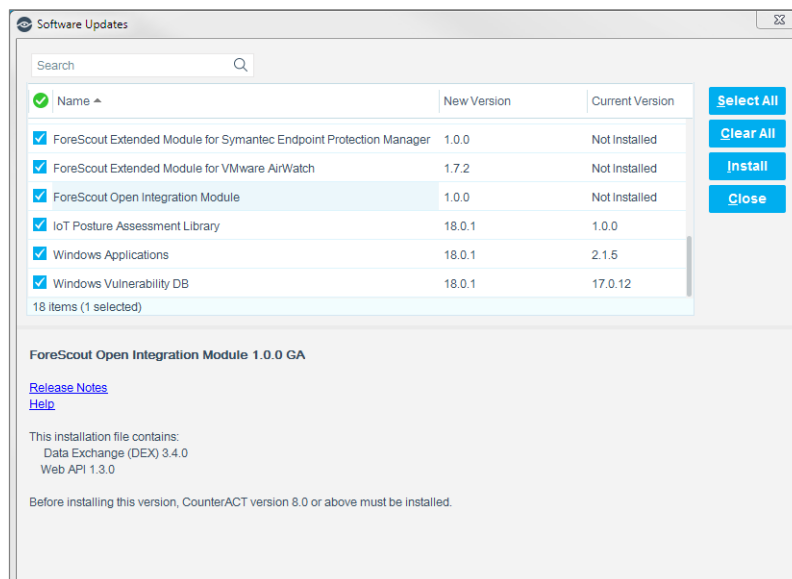 Software Updates
Search
Name New Version Current Version
ForeScout Extended Module for Symantec Endpoint Protection Manager 1.0.0 Not Installed
ForeScout Extended Module for VMware AirWatch 1.7.2 Not Installed
ForeScout Open Integration Module 1.0.0 Not Installed
IoT Posture Assessment Library 18.0.1 1.0.0
Windows Applications 18.0.1 2.1.5
Windows Vulnerability DB 18.0.1 17.0.12
18 items (1 selected)
Select All
Clear All
Install
Close
ForeScout Open Integration Module 1.0.0 GA
Release Notes
Help
This installation file contains:
Data Exchange (DEX) 3.4.0
Web API 1.3.0
Before installing this version, CounterACT version 8.0 or above must be installed.